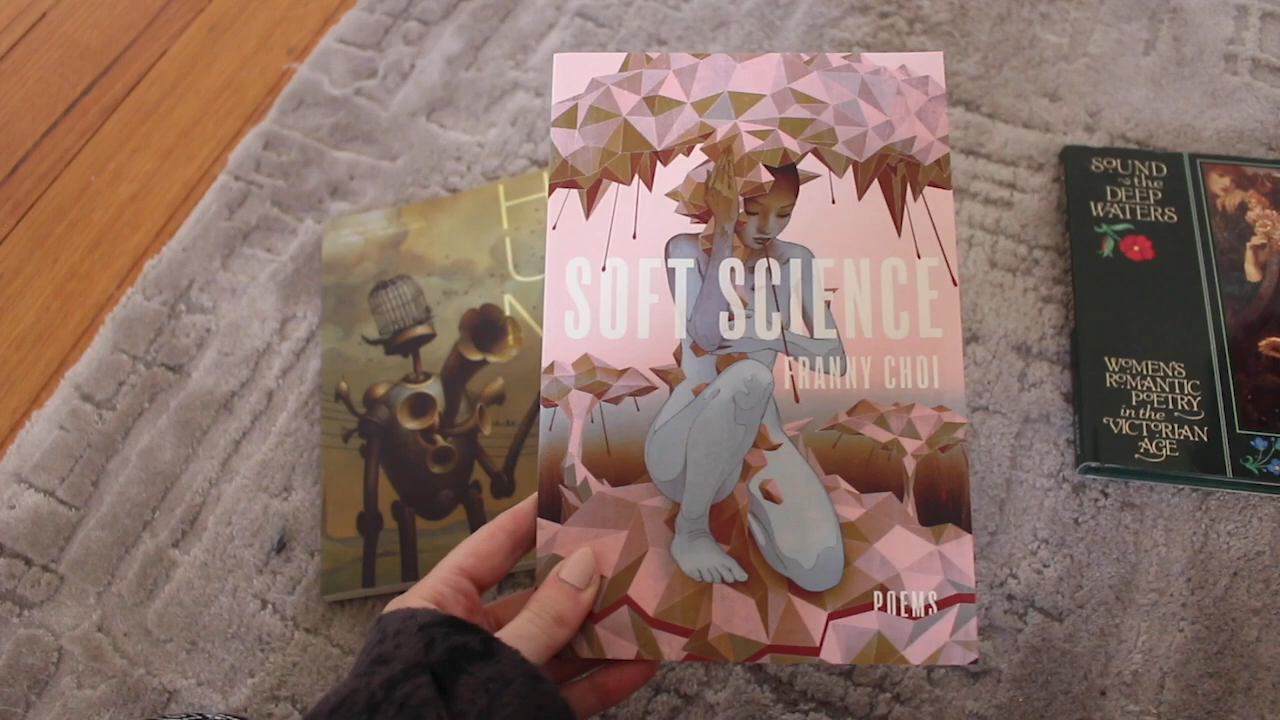 SOFT SCIENCE
FRANNY CHOI
POEMS
SOUND
the
DEEP
WATERS
WOMEN'S
ROMANTIC
POETRY
in the
VICTORIAN
AGE